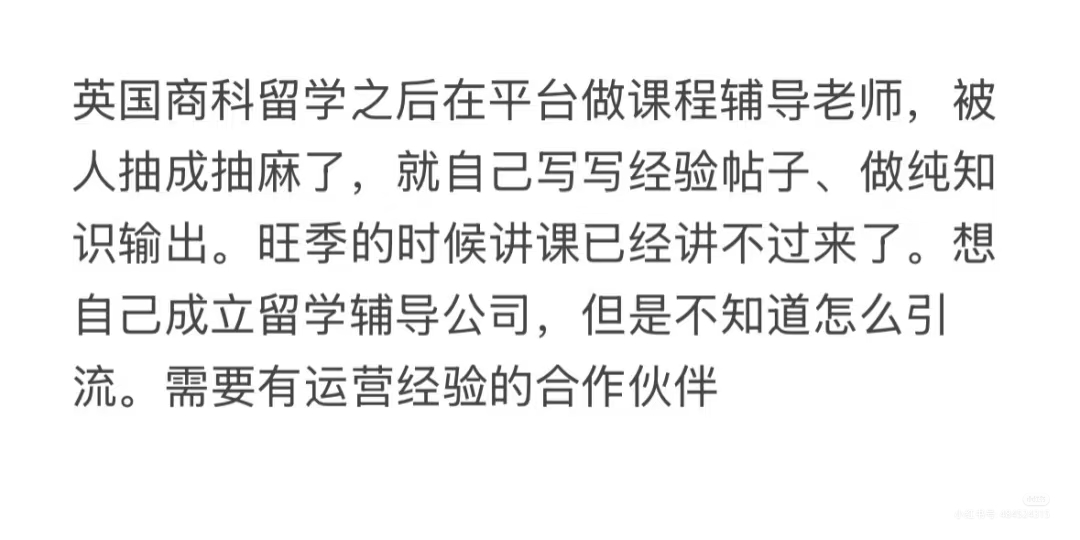 英国商科留学之后在平台做课程辅导老师，被
人抽成抽麻了，就自己写写经验帖子、做纯知
识输出。旺季的时候讲课已经讲不过来了。想
自己成立留学辅导公司，但是不知道怎么引
流。需要有运营经验的合作伙伴